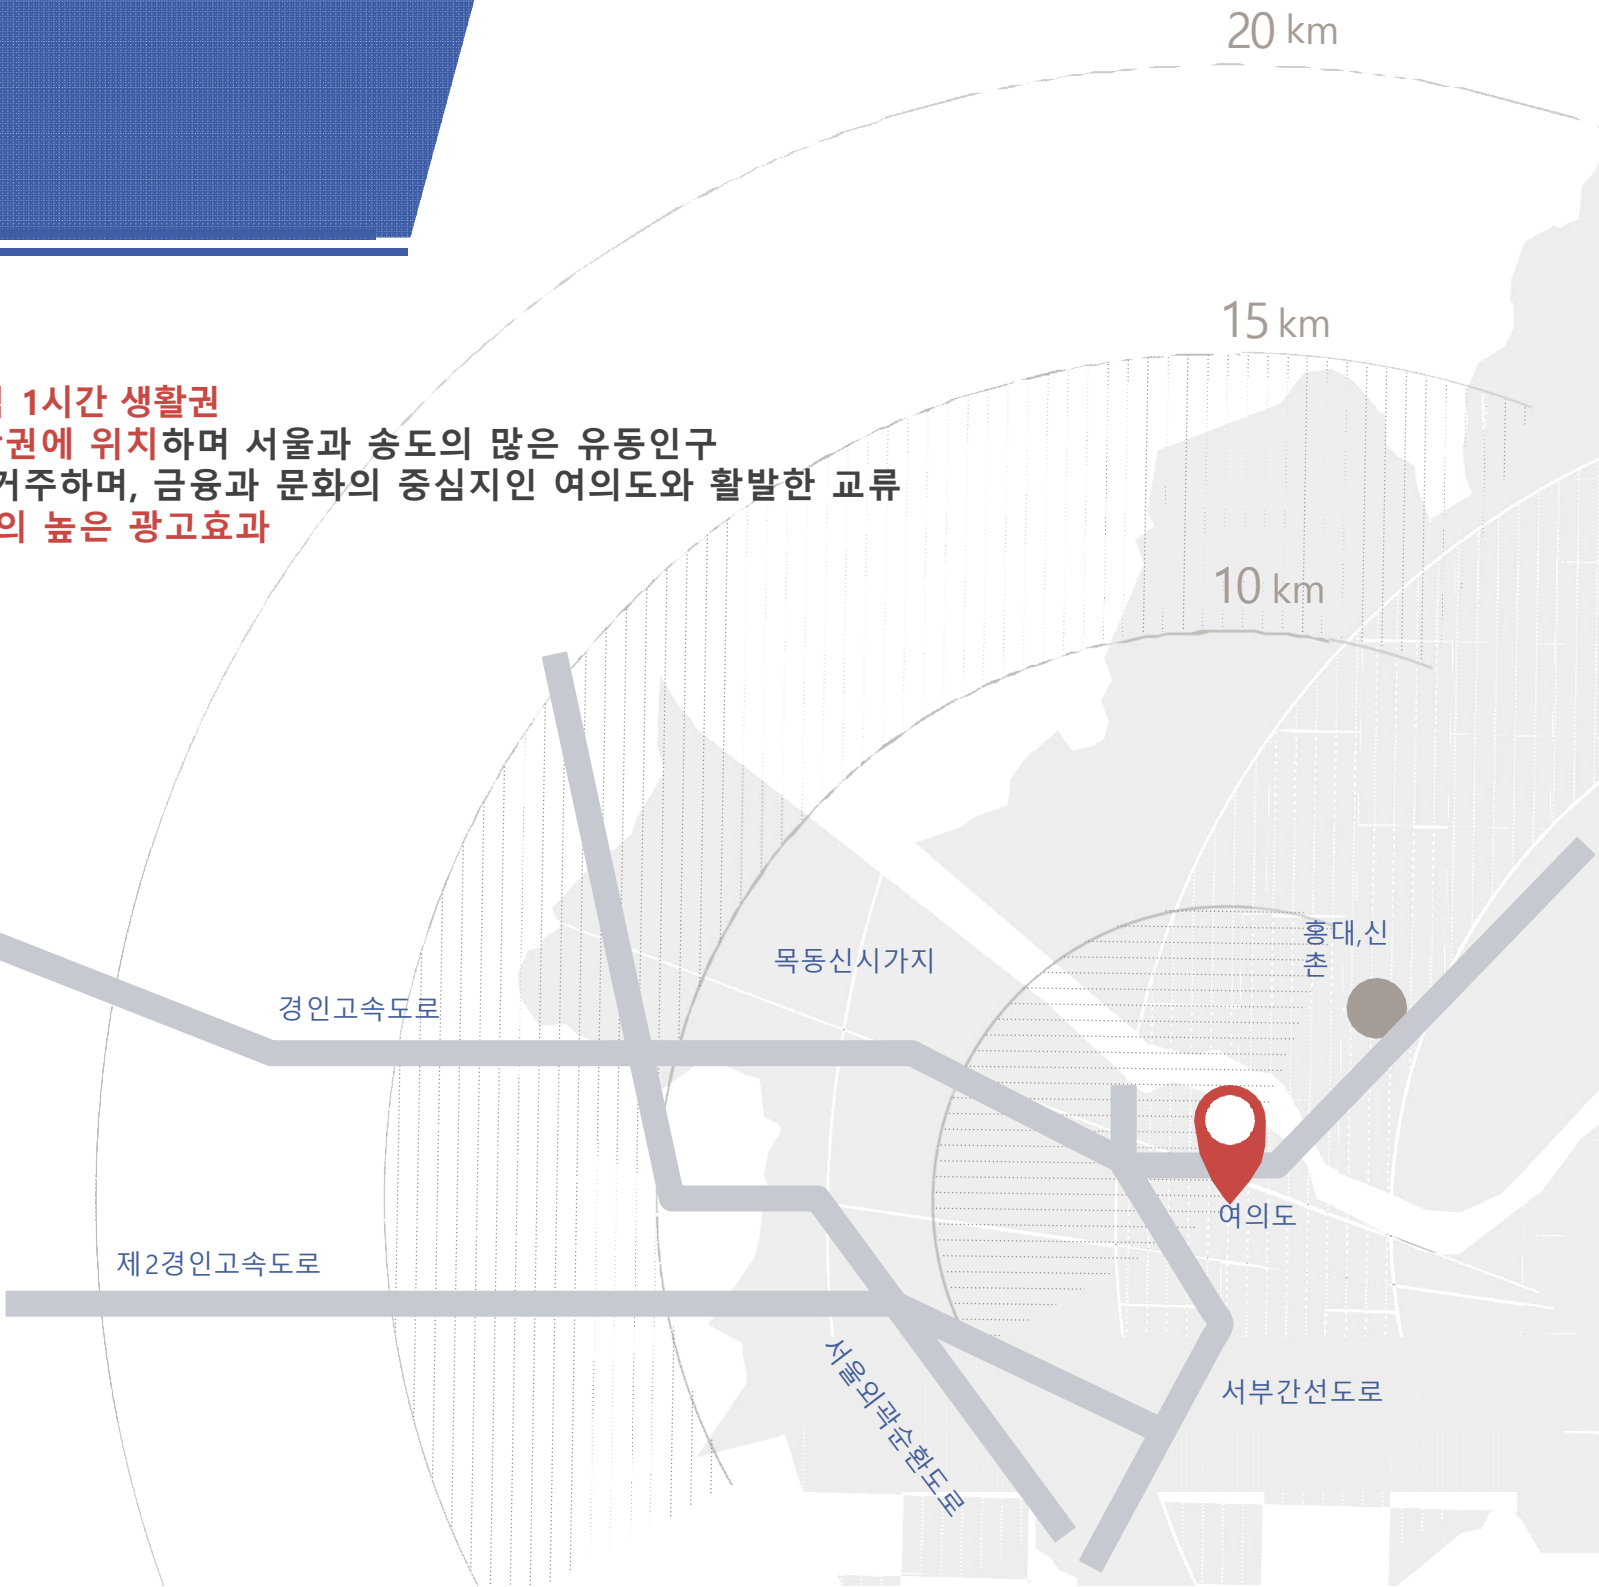 20 km
15 km
1시간 생활권
권에 위치하며 서울과 송도의 많은 유동인구
거주하며, 금융과 문화의 중심지인 여의도와 활발한 교류
의 높은 광고효과
10 km
홍대,신
촌
목동신시가지
경인고속도로
여의도
제2경인고속도로
서울외곽순환도로
서부간선도로